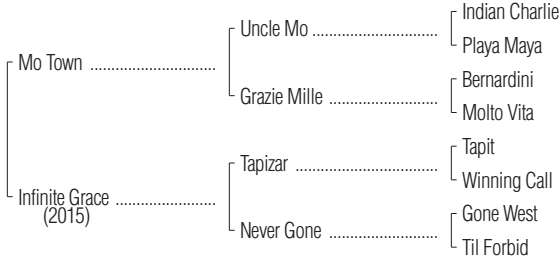 Indian Charlie
Uncle Mo ................................
Playa Maya
Mo Town ................................
Bernardini
Grazie Mille ...........................
Molto Vita
Tapit
Tapizar ...................................
Winning Call
Infinite Grace .........................
(2015)
Gone West
Never Gone ...........................
Til Forbid